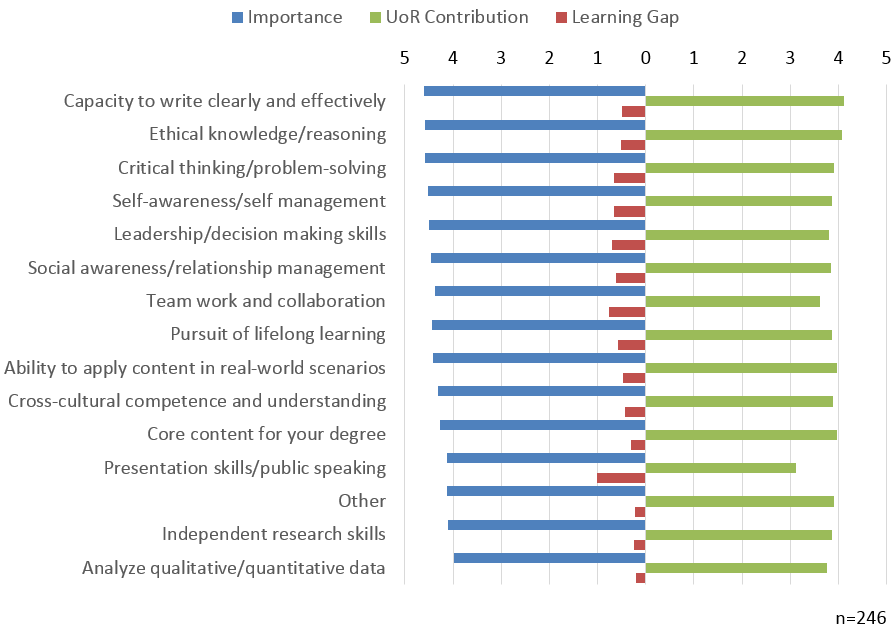 Importance UoR Contribution Learning Gap
5 4 3 2 1 0 1 2 3 4 5
Capacity to write clearly and effectively
Ethical knowledge/reasoning
Critical thinking/problem-solving
Self-awareness/self management
Leadership/decision making skills
Social awareness/relationship management
Team work and collaboration
Pursuit of lifelong learning
Ability to apply content in real-world scenarios
Cross-cultural competence and understanding
Core content for your degree
Presentation skills/public speaking
Other
Independent research skills
Analyze qualitative/quantitative data
n=246